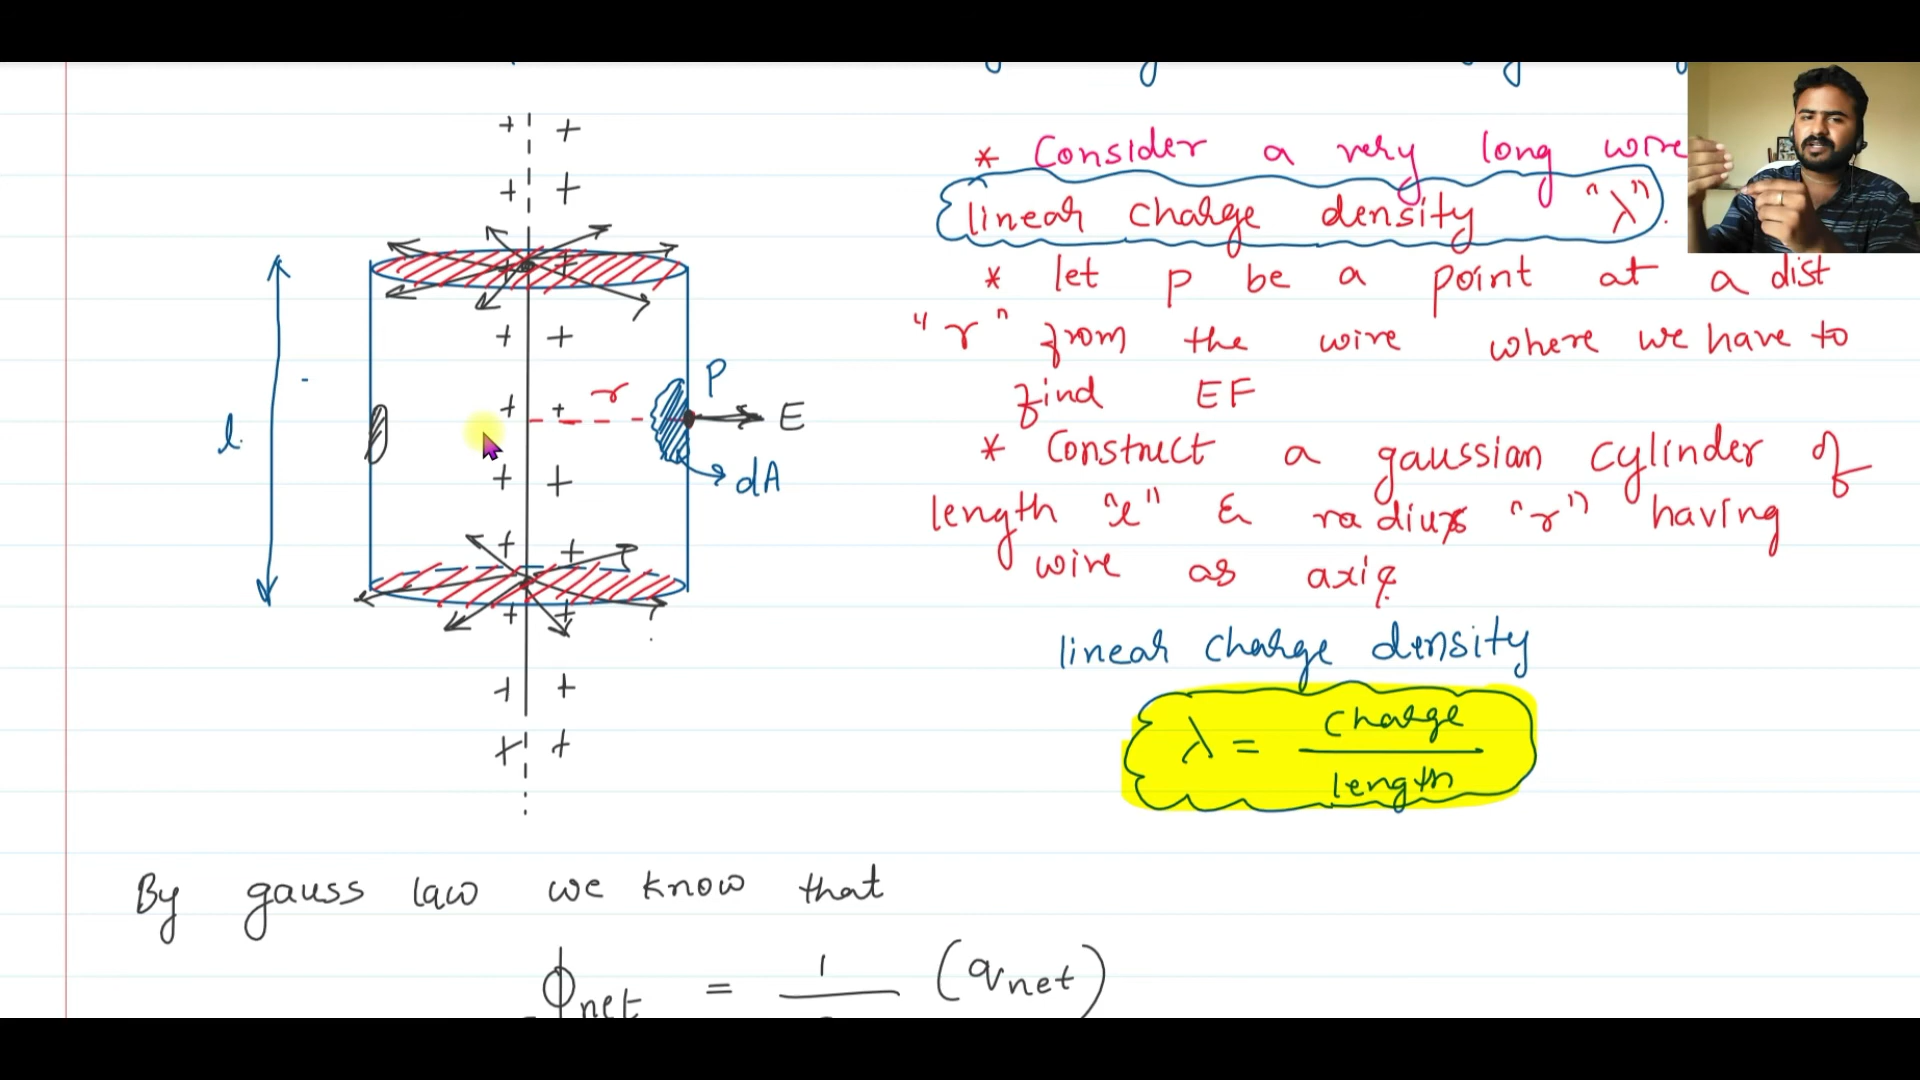 * Consider a very long wire
linear charge density "λ".
* let p be a point at a dist
"r" from the wire where we have to
find EF
* Construct a gaussian cylinder of
length "l" & radius "r" having
wire as axis
linear charge density
λ = charge
length
+ +
+ +
+ +
+ +
r
P
+ +
E
l
dA
+ +
+ +
+ +
+ +
+ +
By gauss law we know that
ϕnet = 1 (qnet)